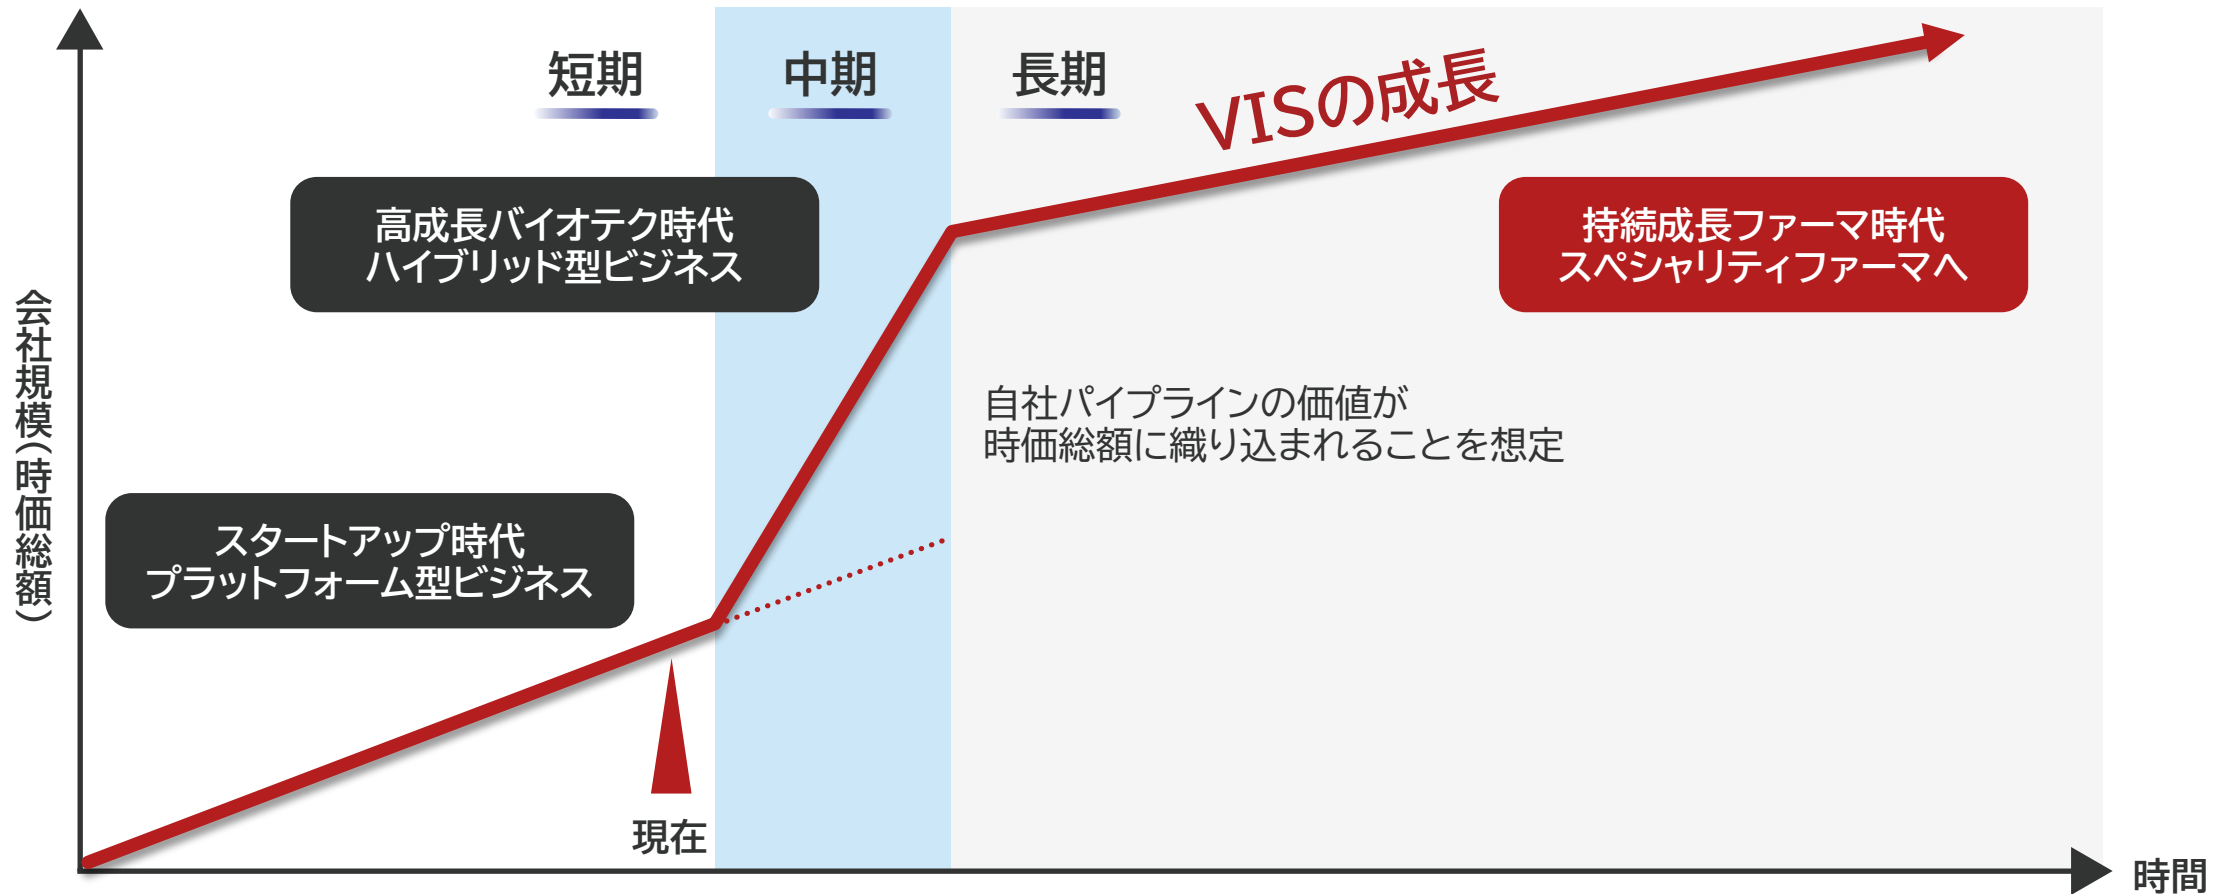 短期
中期
長期
VISの成長
高成長バイオテク時代
ハイブリッド型ビジネス
持続成長ファーマ時代
スペシャリティファーマへ
会社規模(時価総額)
自社パイプラインの価値が
時価総額に織り込まれることを想定
スタートアップ時代
プラットフォーム型ビジネス
現在
時間